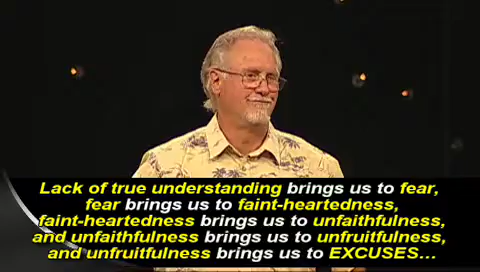 Lack of true understanding brings us to fear,
fear brings us to faint-heartedness,
faint-heartedness brings us to unfaithfulness,
and unfaithfulness brings us to unfruitfulness,
and unfruitfulness brings us to EXCUSES...